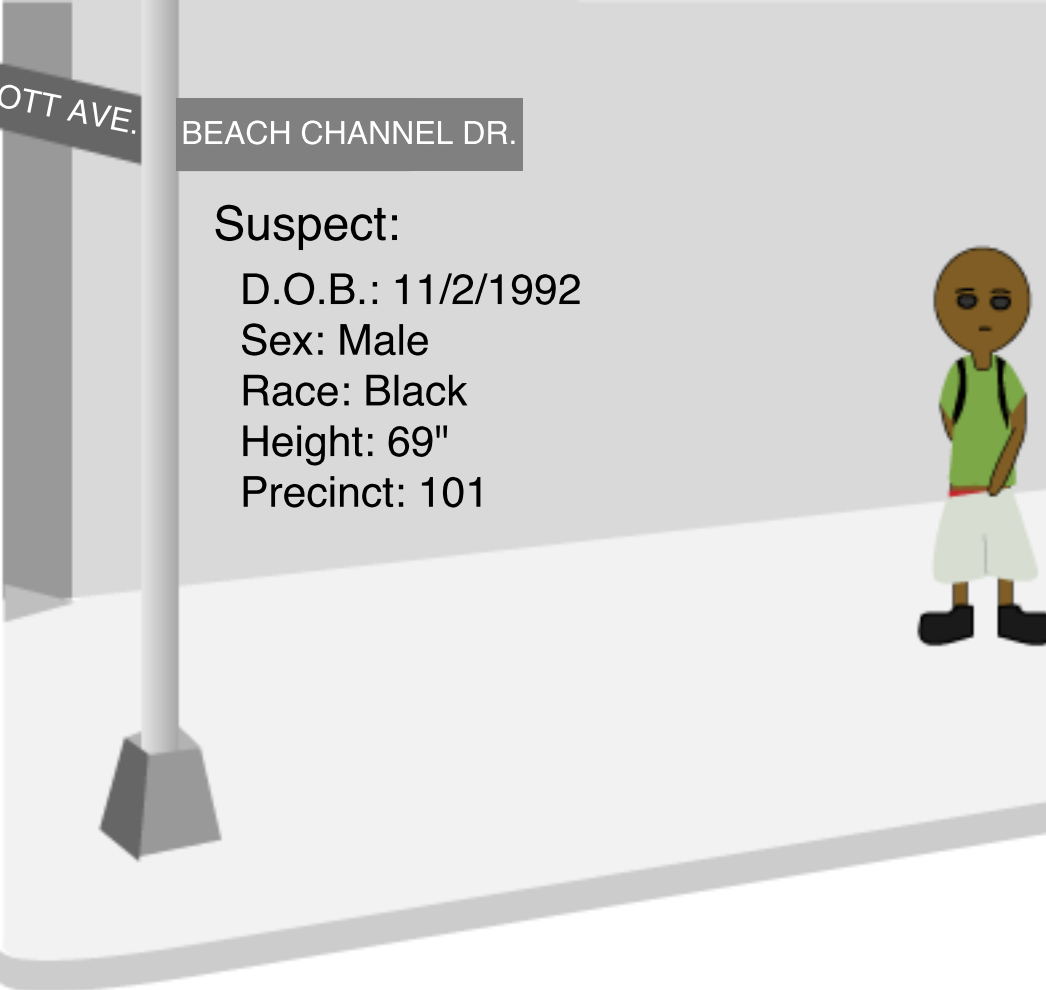 OTT AVE.
BEACH CHANNEL DR.
Suspect:
D.O.B.: 11/2/1992
Sex: Male
Race: Black
Height: 69"
Precinct: 101